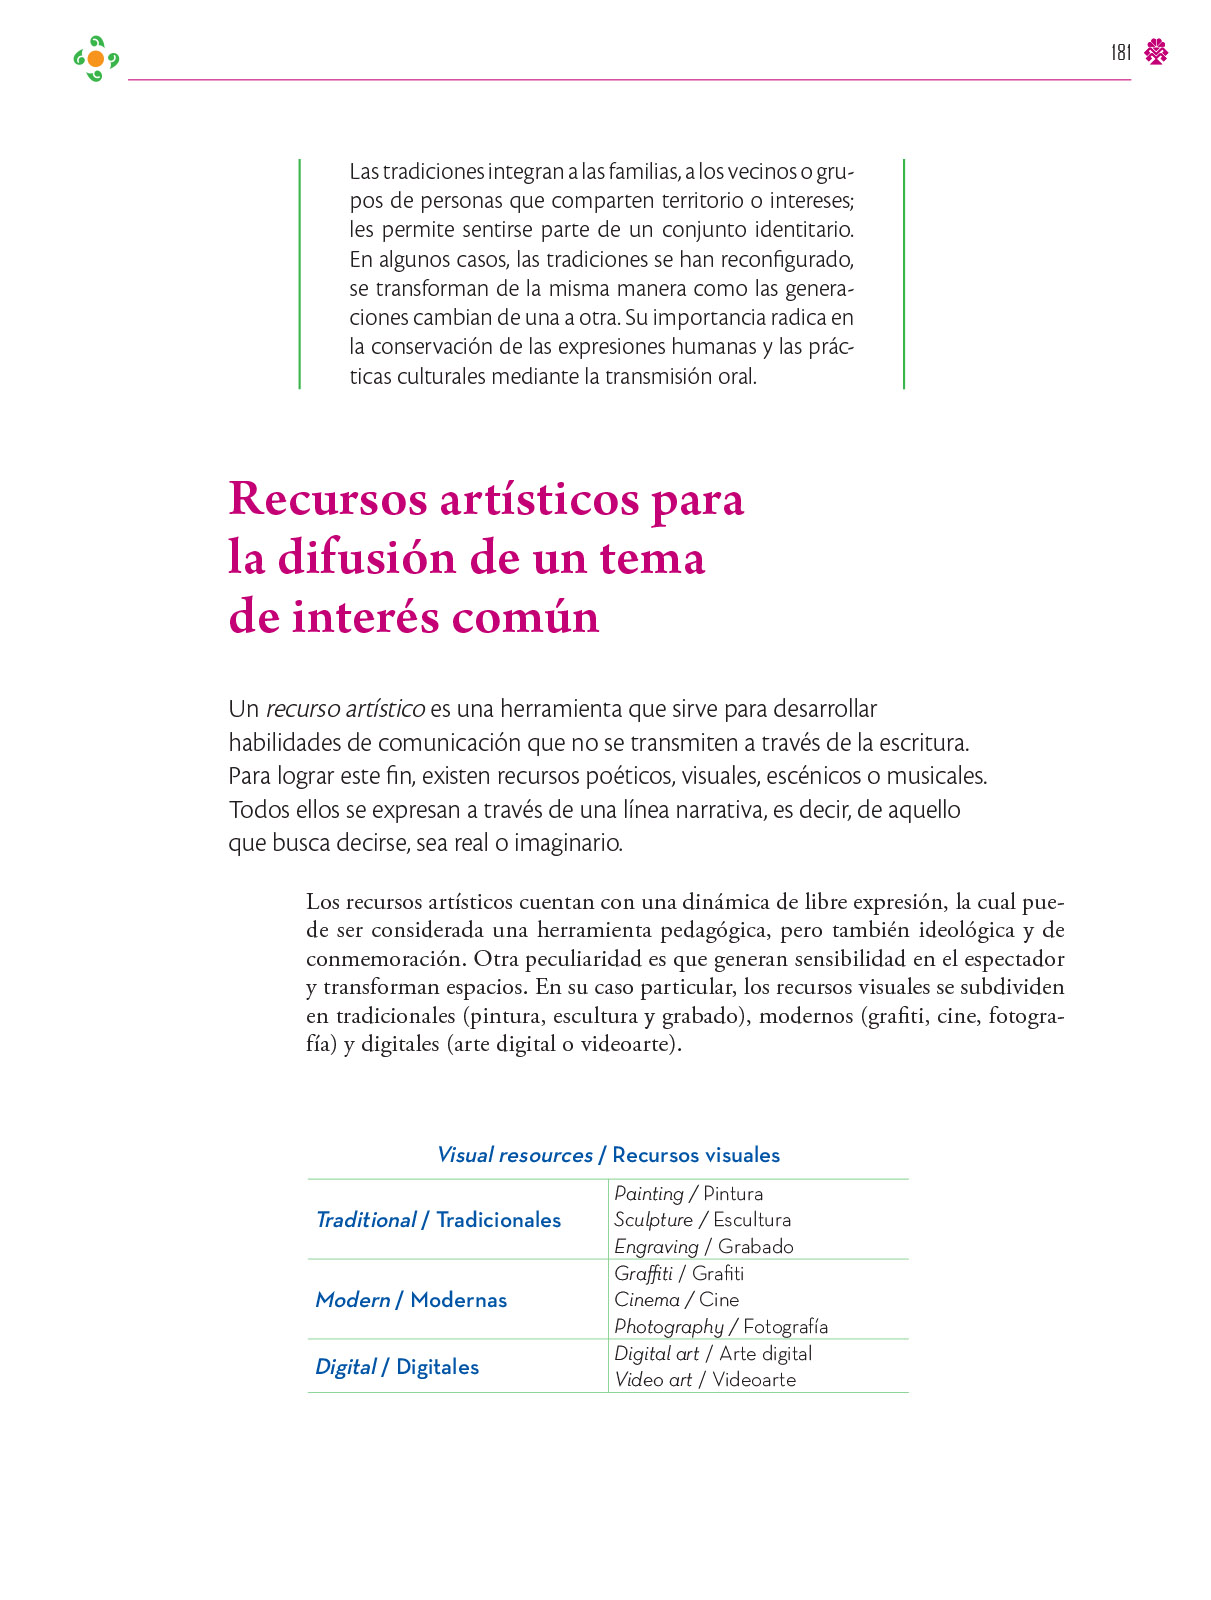 181
Las tradiciones integran a las familias, a los vecinos o gru-
pos de personas que comparten territorio o intereses;
les permite sentirse parte de un conjunto identitario.
En algunos casos, las tradiciones se han reconfigurado,
se transforman de la misma manera como las genera-
ciones cambian de una a otra. Su importancia radica en
la conservación de las expresiones humanas y las prác-
ticas culturales mediante la transmisión oral.
Recursos artísticos para
la difusión de un tema
de interés común
Un recurso artístico es una herramienta que sirve para desarrollar
habilidades de comunicación que no se transmiten a través de la escritura.
Para lograr este fin, existen recursos poéticos, visuales, escénicos o musicales.
Todos ellos se expresan a través de una línea narrativa, es decir, de aquello
que busca decirse, sea real o imaginario.
Los recursos artísticos cuentan con una dinámica de libre expresión, la cual pue-
de ser considerada una herramienta pedagógica, pero también ideológica y de
conmemoración. Otra peculiaridad es que generan sensibilidad en el espectador
y transforman espacios. En su caso particular, los recursos visuales se subdividen
en tradicionales (pintura, escultura y grabado), modernos (grafiti, cine, fotogra-
fía) y digitales (arte digital o videoarte).
Visual resources / Recursos visuales
Traditional / Tradicionales
Painting / Pintura
Sculpture / Escultura
Engraving / Grabado
Modern / Modernas
Graffiti / Grafiti
Cinema / Cine
Photography / Fotografía
Digital / Digitales
Digital art / Arte digital
Video art / Videoarte